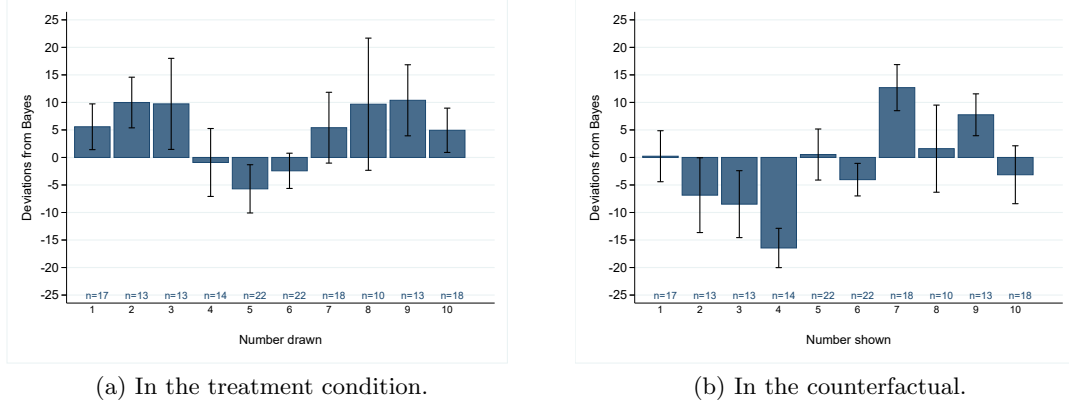 25
20
15
10
5
0
-5
-10
-15
-20
-25
Deviations from Bayes
n=17 n=13 n=13 n=14 n=22 n=22 n=18 n=10 n=13 n=18
1 2 3 4 5 6 7 8 9 10
Number drawn
(a) In the treatment condition.
25
20
15
10
5
0
-5
-10
-15
-20
-25
Deviations from Bayes
n=17 n=13 n=13 n=14 n=22 n=22 n=18 n=10 n=13 n=18
1 2 3 4 5 6 7 8 9 10
Number shown
(b) In the counterfactual.